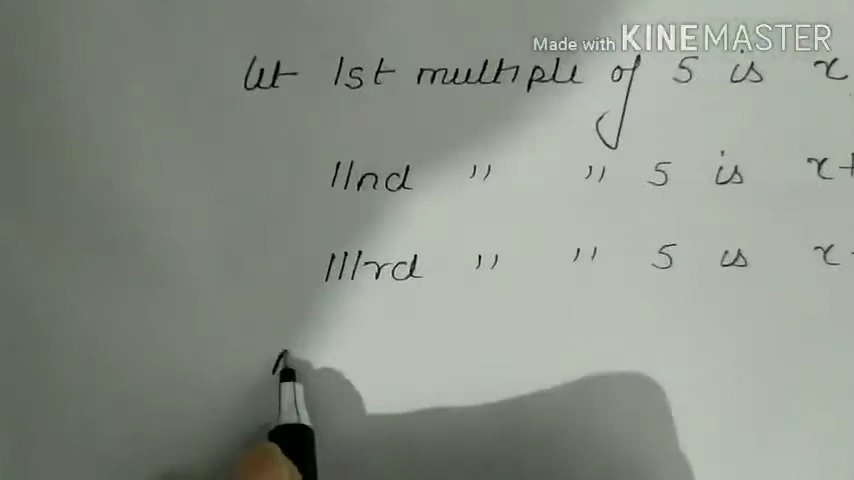 Made with KINEMASTER
Let 1st multiple of 5 is x
IInd " " 5 is x+
IIIrd " " 5 is x